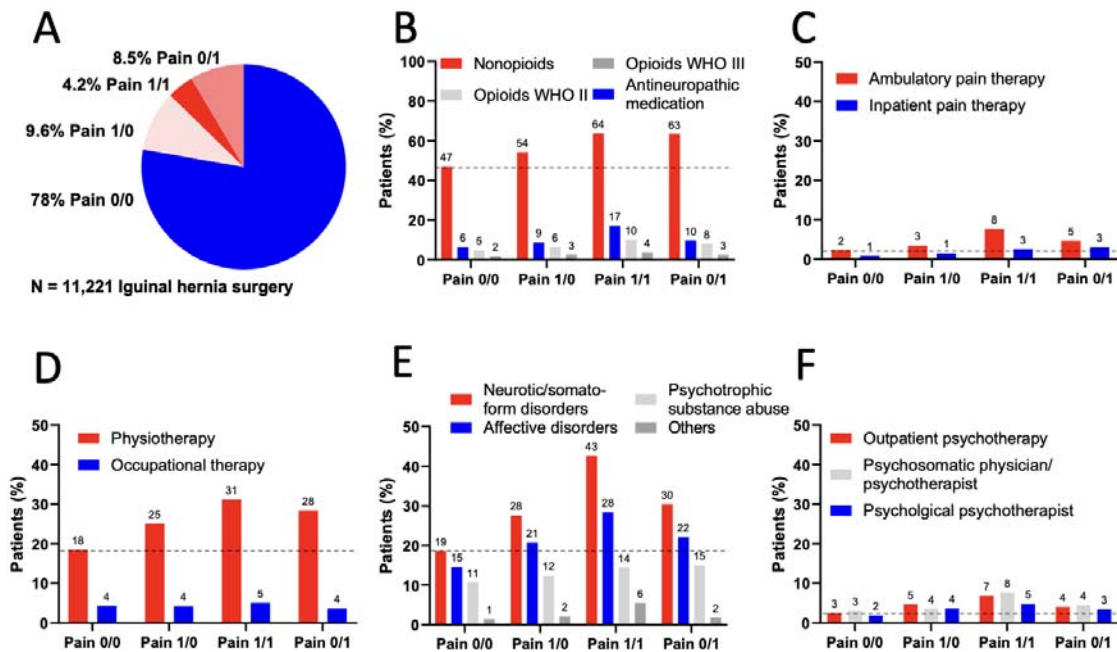 A
8.5% Pain 0/1
4.2% Pain 1/1
9.6% Pain 1/0
78% Pain 0/0
N = 11,221 Iguinal hernia surgery
B
Nonopioids
Opioids WHO III
Opioids WHO II
Antineuropathic
medication
Patients (%)
100
80
60
40
20
0
47 6 5 2
54 9 6 3
64 17 10 4
63 10 8 3
Pain 0/0 Pain 1/0 Pain 1/1 Pain 0/1
C
Ambulatory pain therapy
Inpatient pain therapy
Patients (%)
50
40
30
20
10
0
2 1
3 1
8 3
5 3
Pain 0/0 Pain 1/0 Pain 1/1 Pain 0/1
D
Physiotherapy
Occupational therapy
Patients (%)
50
40
30
20
10
0
18 4
25 4
31 5
28 4
Pain 0/0 Pain 1/0 Pain 1/1 Pain 0/1
E
Neurotic/somato-
form disorders
Psychotrophic
substance abuse
Affective disorders
Others
Patients (%)
50
40
30
20
10
0
19 15 11 1
28 21 12 2
43 28 14 6
30 22 15 2
Pain 0/0 Pain 1/0 Pain 1/1 Pain 0/1
F
Outpatient psychotherapy
Psychosomatic physician/
psychotherapist
Psycholgical psychotherapist
Patients (%)
50
40
30
20
10
0
3 3 2
5 4 4
7 8 5
4 4 3
Pain 0/0 Pain 1/0 Pain 1/1 Pain 0/1